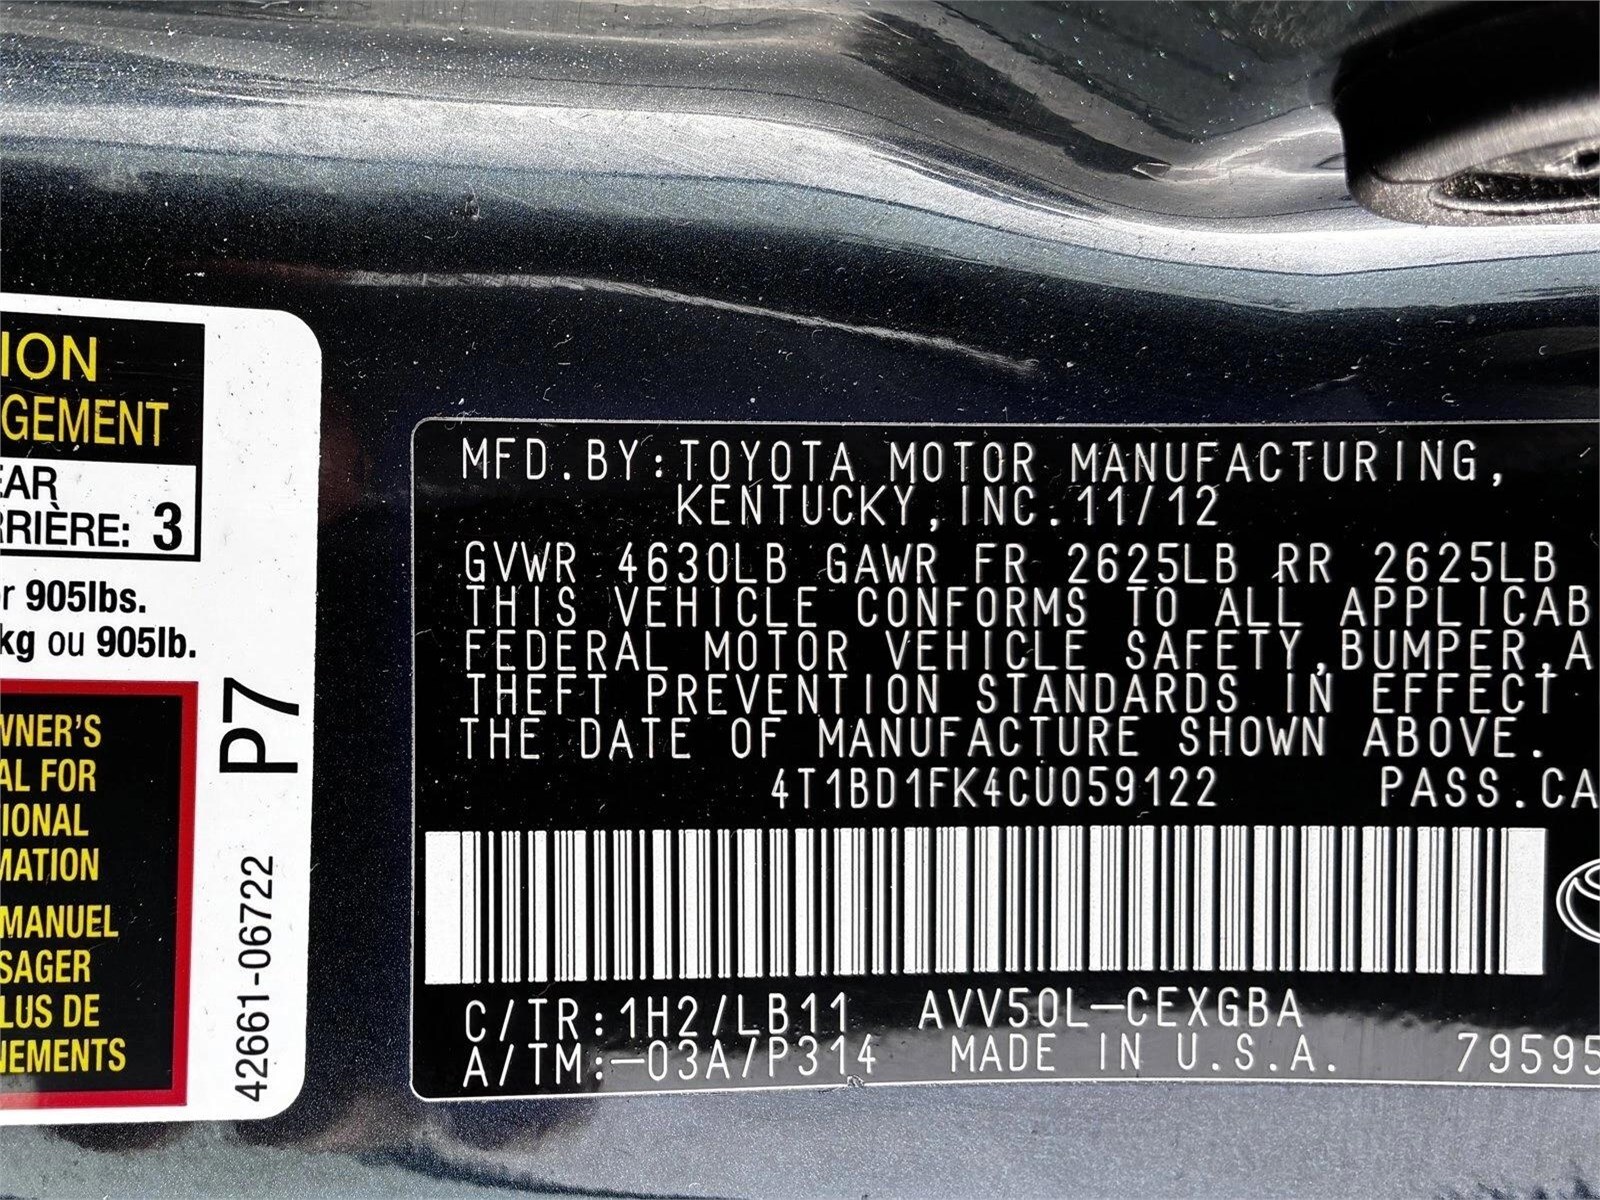 ION
GEMENT
EAR
RRIÈRE: 3
r 905lbs.
kg ou 905lb.
WNER'S
AL FOR
IONAL
MATION
MANUEL
SAGER
LUS DE
NEMENTS
P7
42661-06722
MFD.BY:TOYOTA MOTOR MANUFACTURING,
KENTUCKY,INC.11/12
GVWR 4630LB GAWR FR 2625LB RR 2625LB
THIS VEHICLE CONFORMS TO ALL APPLICAB
FEDERAL MOTOR VEHICLE SAFETY,BUMPER,A
THEFT PREVENTION STANDARDS IN EFFECT
THE DATE OF MANUFACTURE SHOWN ABOVE.
4T1BD1FK4CU059122 PASS.CA
C/TR:1H2/LB11 AVV50L-CEXGBA
A/TM:-03A/P314 MADE IN U.S.A. 79595